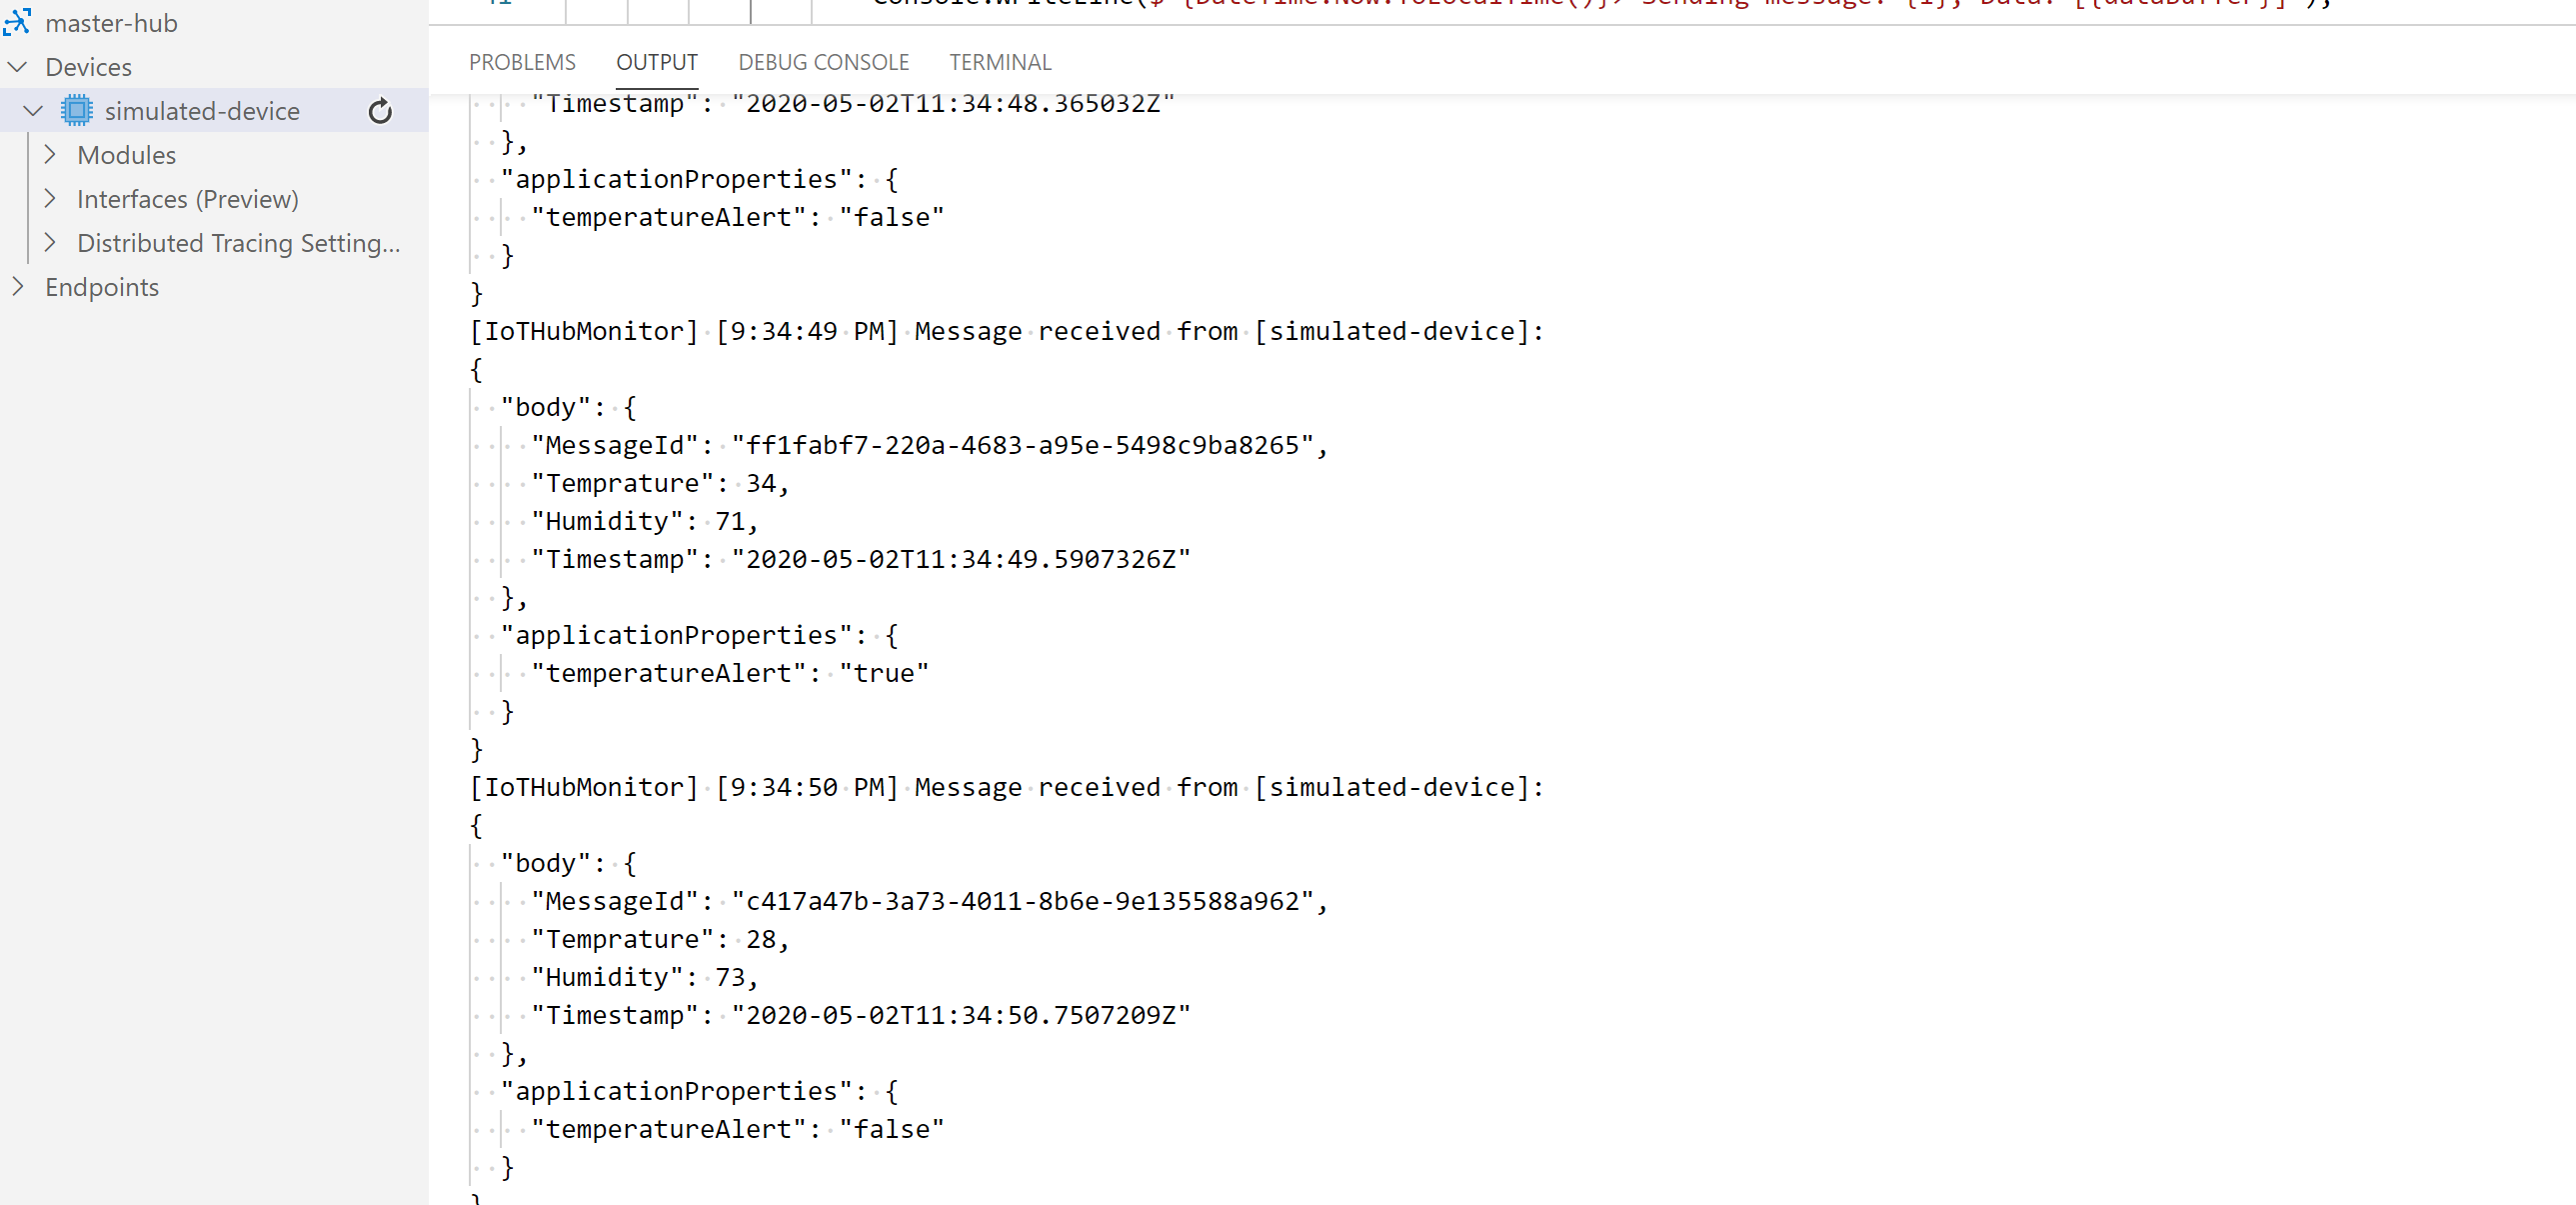 master-hub
Devices
simulated-device
Modules
Interfaces (Preview)
Distributed Tracing Setting...
Endpoints
PROBLEMS OUTPUT DEBUG CONSOLE TERMINAL
"Timestamp": "2020-05-02T11:34:48.365032Z"
},
"applicationProperties": {
"temperatureAlert": "false"
}
}
[IoTHubMonitor] [9:34:49 PM] Message received from [simulated-device]:
{
"body": {
"MessageId": "ff1fabf7-220a-4683-a95e-5498c9ba8265",
"Temprature": 34,
"Humidity": 71,
"Timestamp": "2020-05-02T11:34:49.5907326Z"
},
"applicationProperties": {
"temperatureAlert": "true"
}
}
[IoTHubMonitor] [9:34:50 PM] Message received from [simulated-device]:
{
"body": {
"MessageId": "c417a47b-3a73-4011-8b6e-9e135588a962",
"Temprature": 28,
"Humidity": 73,
"Timestamp": "2020-05-02T11:34:50.7507209Z"
},
"applicationProperties": {
"temperatureAlert": "false"
}
}